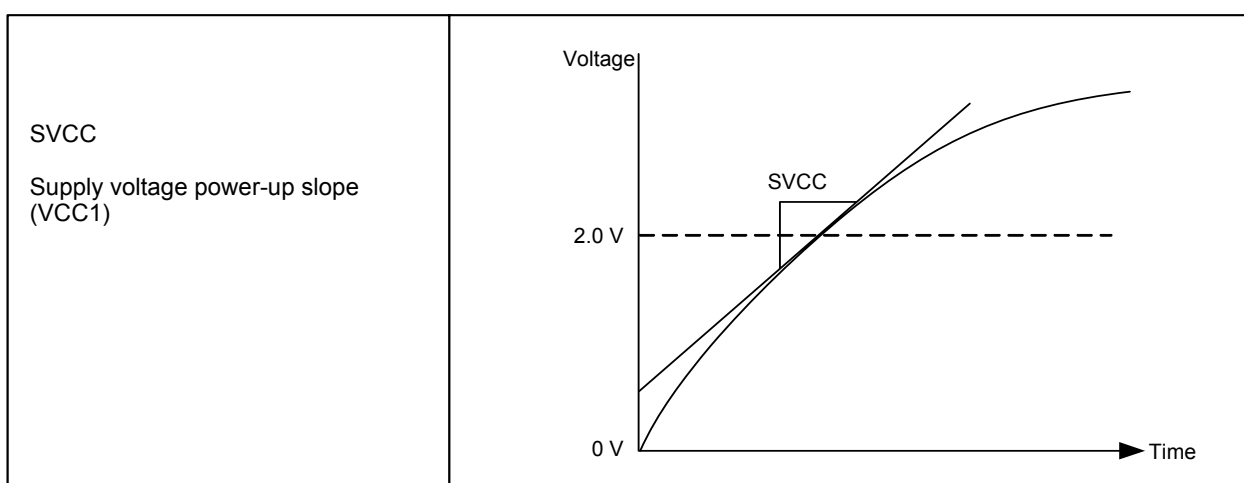 SVCC
Supply voltage power-up slope
(VCC1)
Voltage
SVCC
2.0 V
0 V
Time